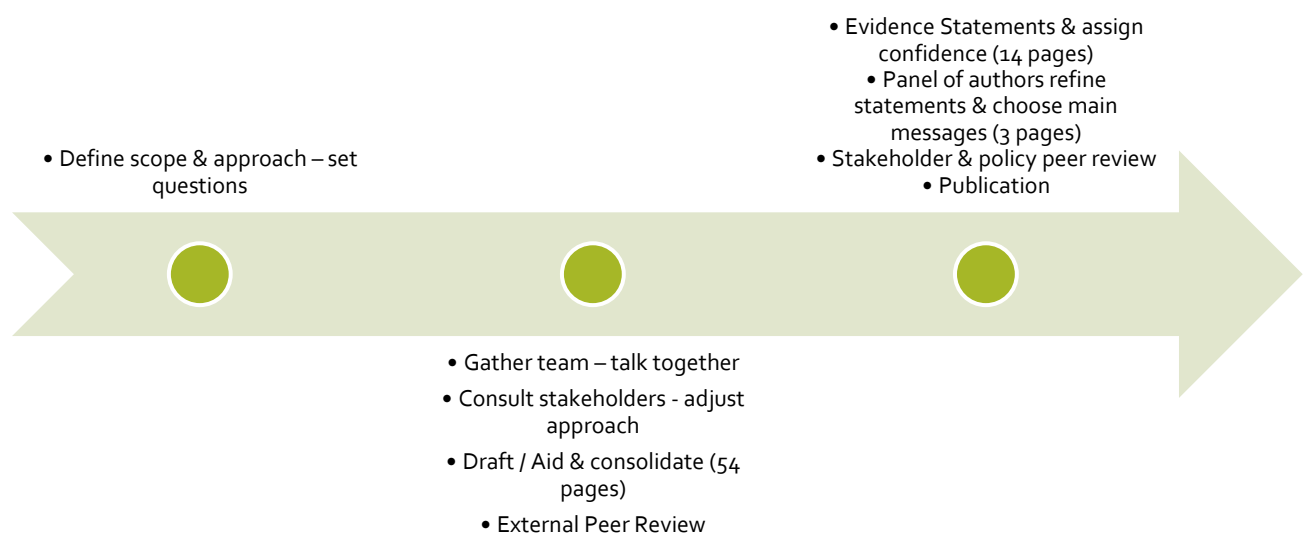 • Define scope & approach – set
questions
• Gather team – talk together
• Consult stakeholders - adjust
approach
• Draft / Aid & consolidate (54
pages)
• External Peer Review
• Evidence Statements & assign
confidence (14 pages)
• Panel of authors refine
statements & choose main
messages (3 pages)
• Stakeholder & policy peer review
• Publication